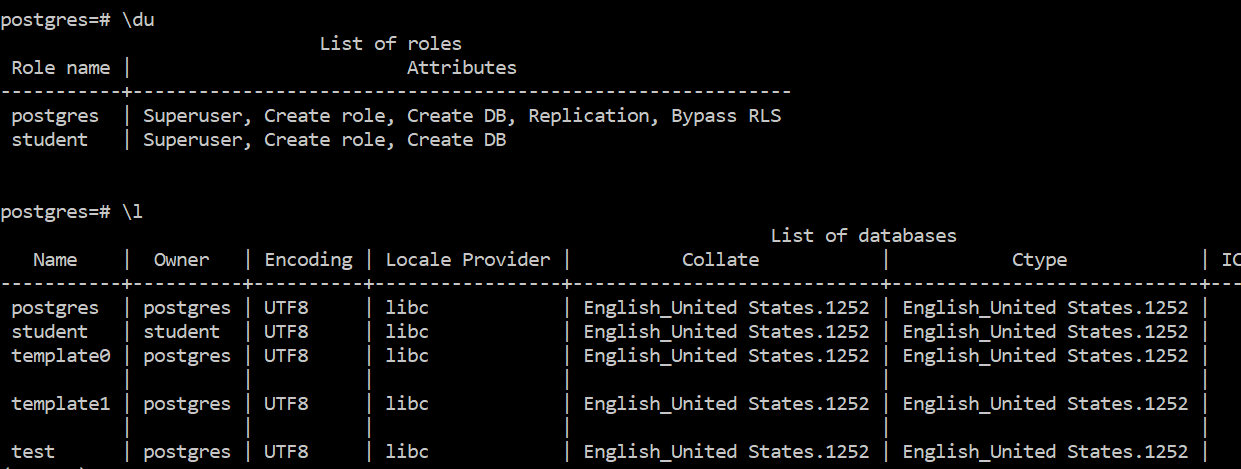 postgres=# \du
                             List of roles
 Role name |                         Attributes
-----------+------------------------------------------------------------
 postgres  | Superuser, Create role, Create DB, Replication, Bypass RLS
 student   | Superuser, Create role, Create DB
postgres=# \l
                                                                      List of databases
   Name    |  Owner   | Encoding | Locale Provider |          Collate           |           Ctype            | IC
-----------+----------+----------+-----------------+----------------------------+----------------------------+---
 postgres  | postgres | UTF8     | libc            | English_United States.1252 | English_United States.1252 |
 student   | student  | UTF8     | libc            | English_United States.1252 | English_United States.1252 |
 template0 | postgres | UTF8     | libc            | English_United States.1252 | English_United States.1252 |
           |          |          |                 |                            |                            |
 template1 | postgres | UTF8     | libc            | English_United States.1252 | English_United States.1252 |
           |          |          |                 |                            |                            |
 test      | postgres | UTF8     | libc            | English_United States.1252 | English_United States.1252 |